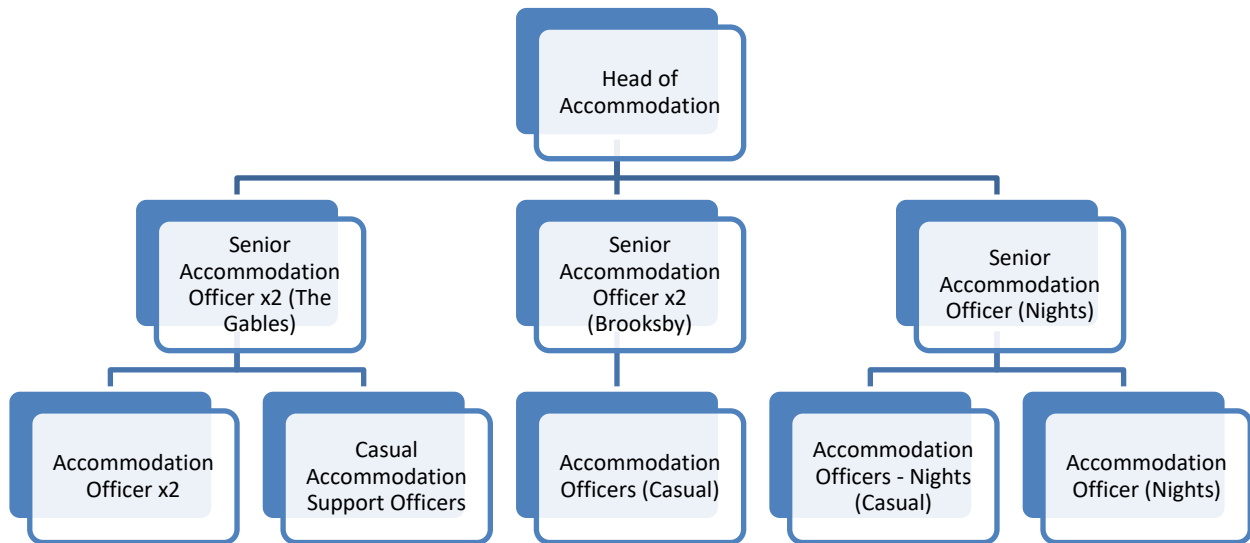 Head of
Accommodation
Senior
Accommodation
Officer x2 (The
Gables)
Senior
Accommodation
Officer x2
(Brooksby)
Senior
Accommodation
Officer (Nights)
Accommodation
Officer x2
Casual
Accommodation
Support Officers
Accommodation
Officers (Casual)
Accommodation
Officers - Nights
(Casual)
Accommodation
Officer (Nights)